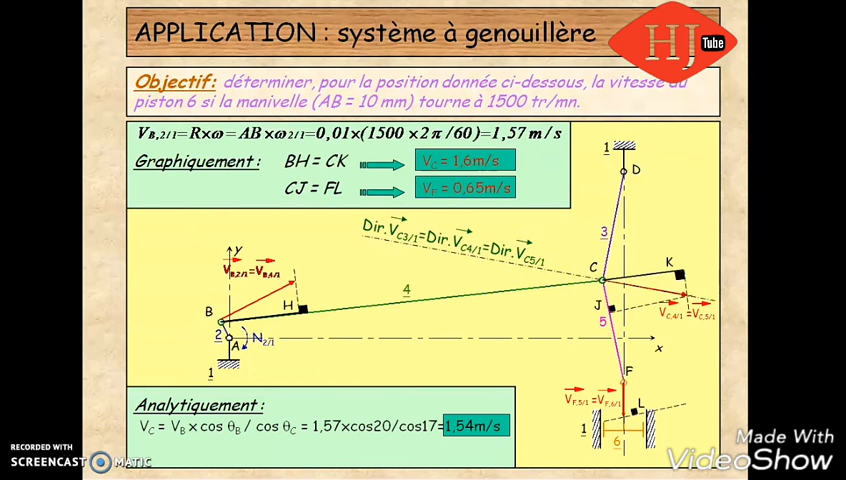 APPLICATION : système à genouillère
HJ
Tube
Objectif: déterminer, pour la position donnée ci-dessous, la vitesse du
piston 6 si la manivelle (AB = 10 mm) tourne à 1500 tr/mn.
VB,2/1=R×ω=AB×ω2/1=0,01×(1500×2π/60)=1,57m/s
Graphiquement : BH = CK VC = 1,6m/s
CJ = FL VF = 0,65m/s
1
D
3
Dir.VC3/1=Dir.VC4/1=Dir.VC5/1
y
VB,2/1=VB,4/1
C
K
4
B
H
J
VC,4/1=VC,5/1
2
A
N2/1
5
x
1
F
VF,5/1=VF,6/1
L
1
6
Analytiquement :
VC = VB × cos θB / cos θC = 1,57×cos20/cos17=1,54m/s
RECORDED WITH
SCREENCAST MATIC
Made With
VideoShow